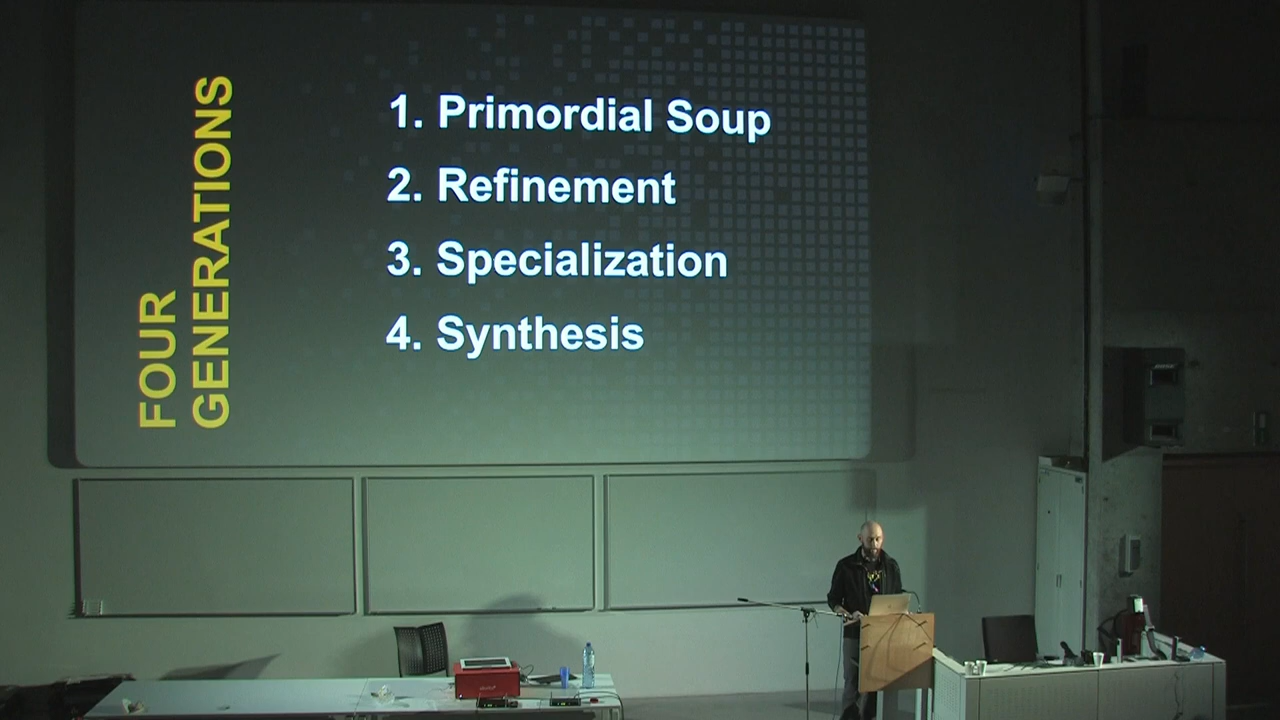 FOUR
GENERATIONS
1. Primordial Soup
2. Refinement
3. Specialization
4. Synthesis